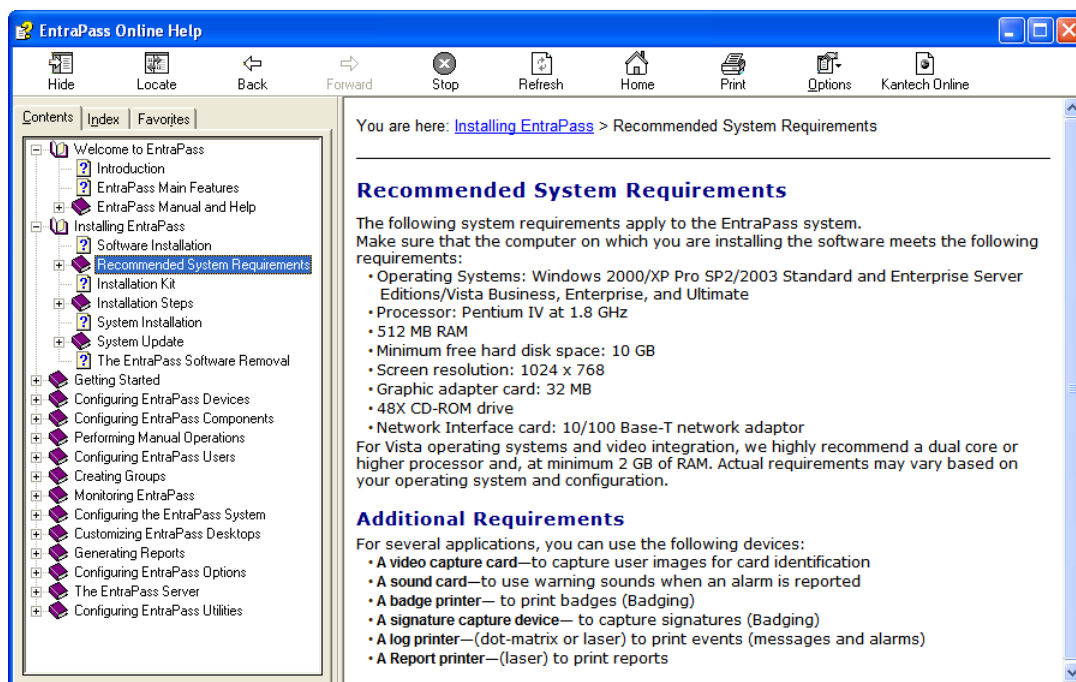 EntraPass Online Help
Hide Locate Back Forward Stop Refresh Home Print Options Kantech Online
Contents Index Favorites
Welcome to EntraPass
Introduction
EntraPass Main Features
EntraPass Manual and Help
Installing EntraPass
Software Installation
Recommended System Requirements
Installation Kit
Installation Steps
System Installation
System Update
The EntraPass Software Removal
Getting Started
Configuring EntraPass Devices
Configuring EntraPass Components
Performing Manual Operations
Configuring EntraPass Users
Creating Groups
Monitoring EntraPass
Configuring the EntraPass System
Customizing EntraPass Desktops
Generating Reports
Configuring EntraPass Options
The EntraPass Server
Configuring EntraPass Utilities
You are here: Installing EntraPass > Recommended System Requirements
Recommended System Requirements
The following system requirements apply to the EntraPass system.
Make sure that the computer on which you are installing the software meets the following
requirements:
• Operating Systems: Windows 2000/XP Pro SP2/2003 Standard and Enterprise Server
Editions/Vista Business, Enterprise, and Ultimate
• Processor: Pentium IV at 1.8 GHz
• 512 MB RAM
• Minimum free hard disk space: 10 GB
• Screen resolution: 1024 x 768
• Graphic adapter card: 32 MB
• 48X CD-ROM drive
• Network Interface card: 10/100 Base-T network adaptor
For Vista operating systems and video integration, we highly recommend a dual core or
higher processor and, at minimum 2 GB of RAM. Actual requirements may vary based on
your operating system and configuration.
Additional Requirements
For several applications, you can use the following devices:
• A video capture card—to capture user images for card identification
• A sound card—to use warning sounds when an alarm is reported
• A badge printer— to print badges (Badging)
• A signature capture device— to capture signatures (Badging)
• A log printer—(dot-matrix or laser) to print events (messages and alarms)
• A Report printer—(laser) to print reports